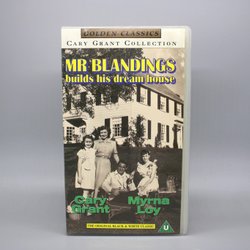 GOLDEN CLASSICS
CARY GRANT COLLECTION
MR BLANDINGS
builds his dream house
Cary Grant
Myrna Loy
THE ORIGINAL BLACK & WHITE CLASSIC
U